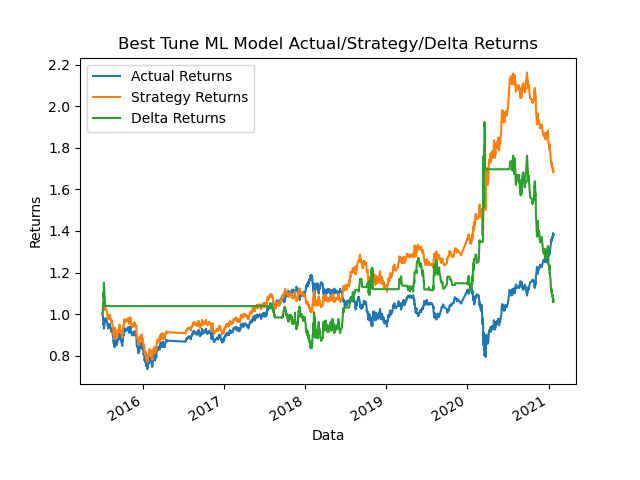 Best Tune ML Model Actual/Strategy/Delta Returns
Actual Returns
Strategy Returns
Delta Returns
Returns
2.2
2.0
1.8
1.6
1.4
1.2
1.0
0.8
2016
2017
2018
2019
2020
2021
Data